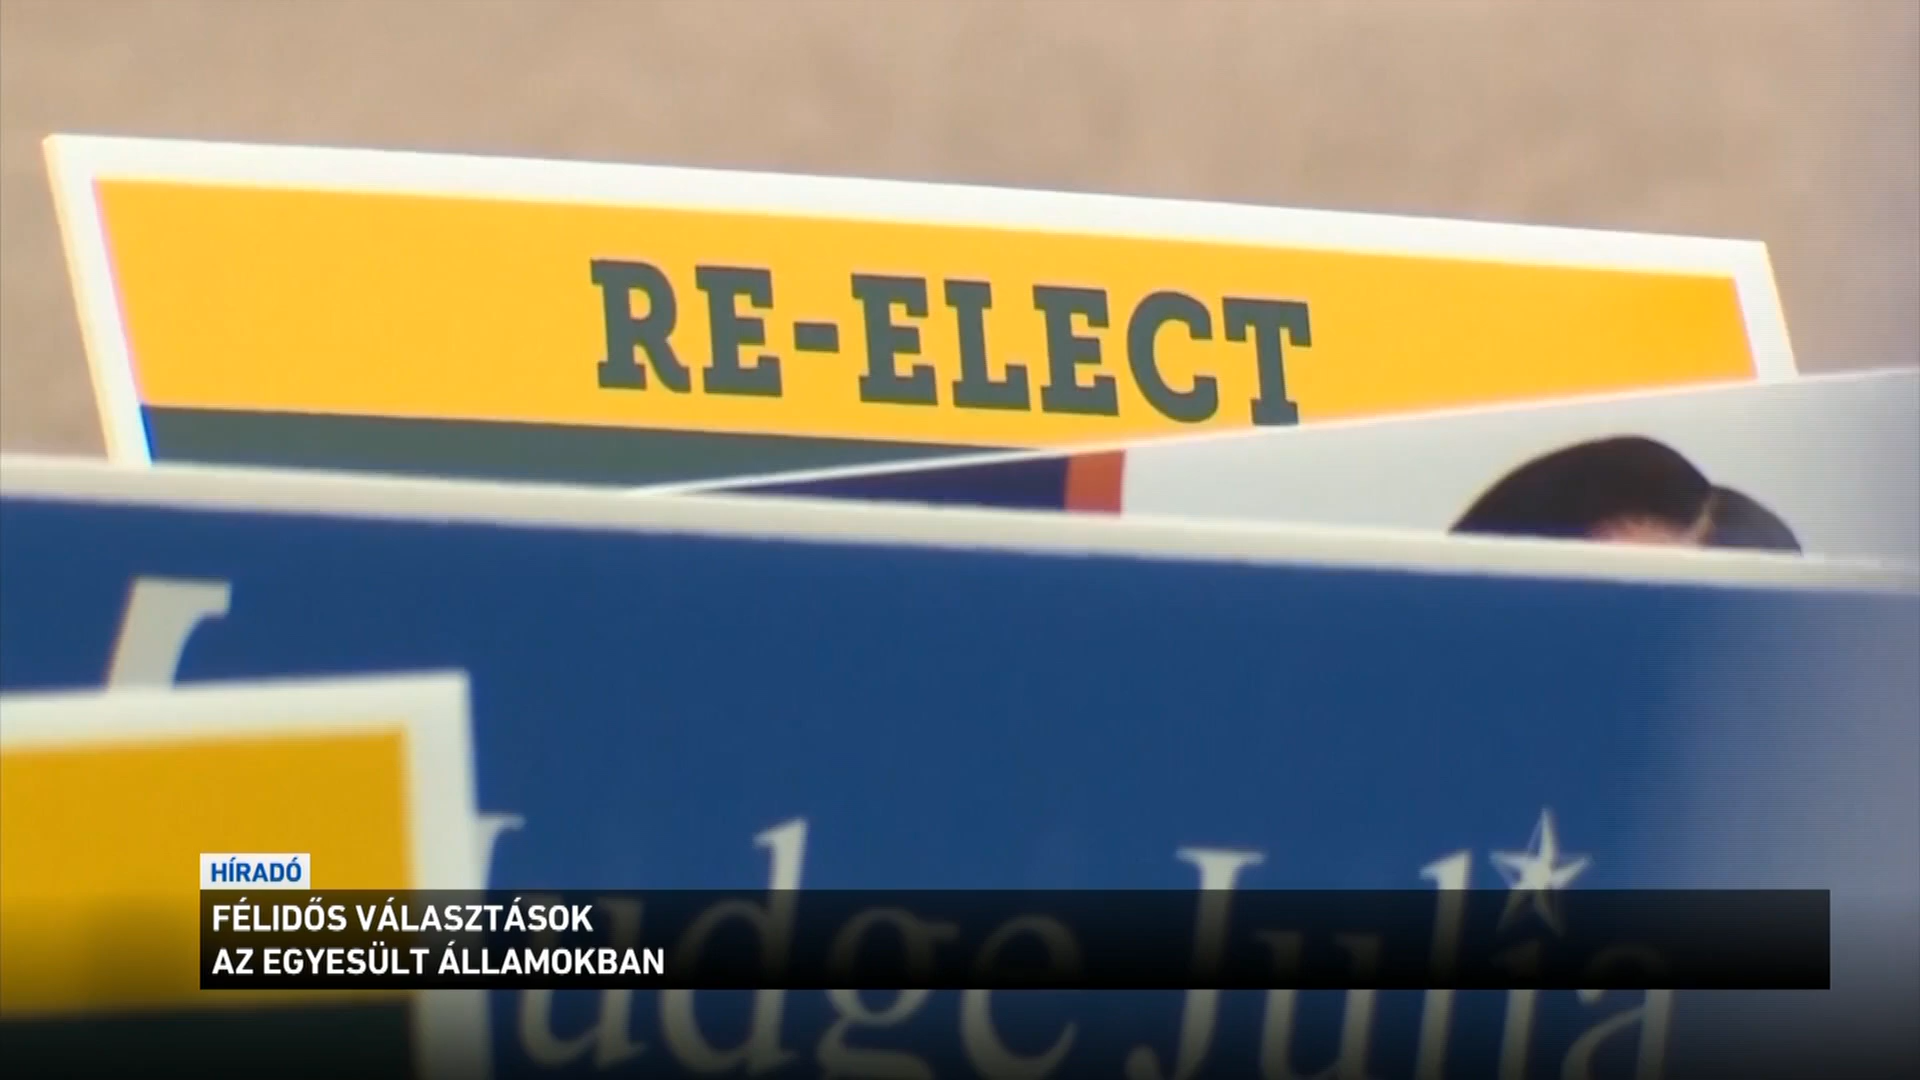 RE-ELECT
Judge Julia
HÍRADÓ
FÉLIDŐS VÁLASZTÁSOK
AZ EGYESÜLT ÁLLAMOKBAN